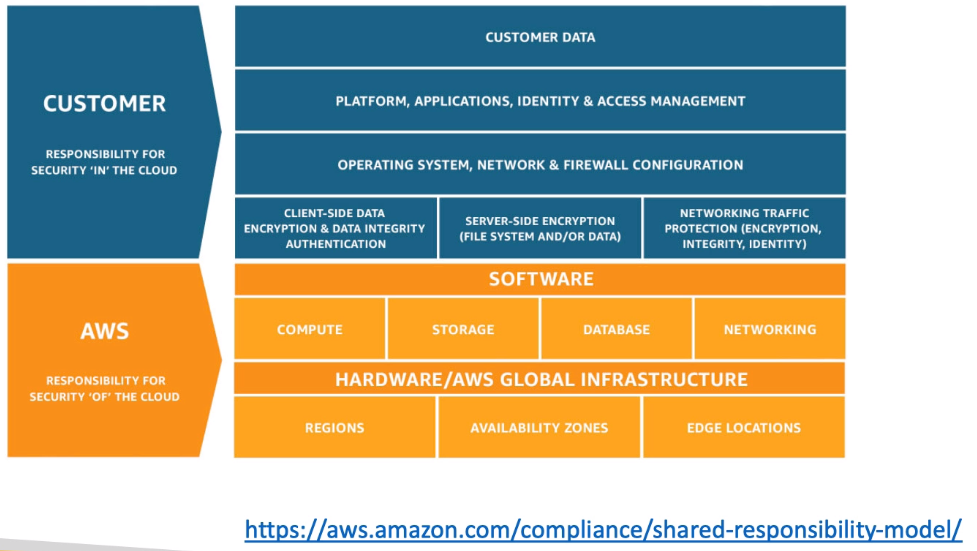 CUSTOMER
RESPONSIBILITY FOR
SECURITY 'IN' THE CLOUD
CUSTOMER DATA
PLATFORM, APPLICATIONS, IDENTITY & ACCESS MANAGEMENT
OPERATING SYSTEM, NETWORK & FIREWALL CONFIGURATION
CLIENT-SIDE DATA
ENCRYPTION & DATA INTEGRITY
AUTHENTICATION
SERVER-SIDE ENCRYPTION
(FILE SYSTEM AND/OR DATA)
NETWORKING TRAFFIC
PROTECTION (ENCRYPTION,
INTEGRITY, IDENTITY)
AWS
RESPONSIBILITY FOR
SECURITY 'OF' THE CLOUD
SOFTWARE
COMPUTE
STORAGE
DATABASE
NETWORKING
HARDWARE/AWS GLOBAL INFRASTRUCTURE
REGIONS
AVAILABILITY ZONES
EDGE LOCATIONS
https://aws.amazon.com/compliance/shared-responsibility-model/